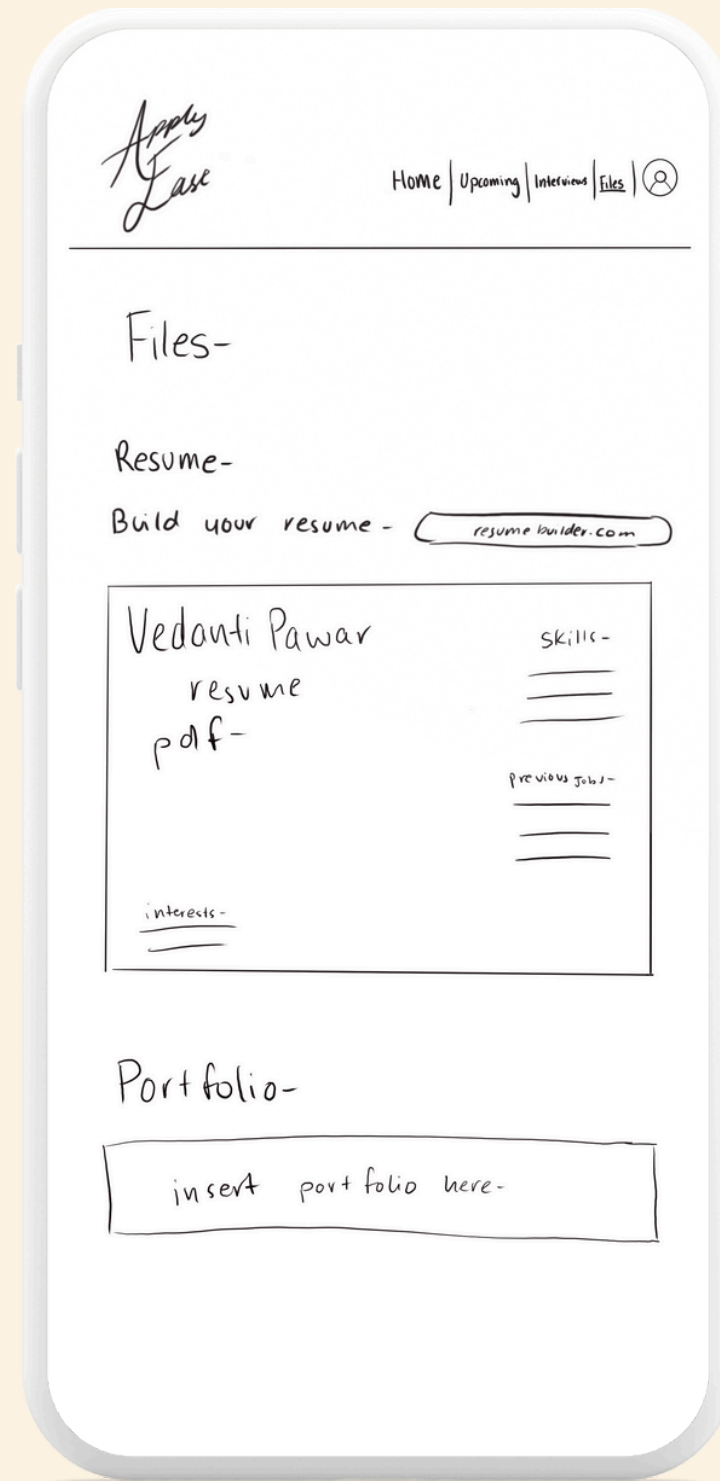 Apply
Ease
Home | Upcoming | Interviews | Files |
Files-
Resume-
Build your resume - resume builder.com
Vedanti Pawar
resume
pdf-
Skills-
previous Jobs-
interests-
Portfolio-
insert portfolio here-